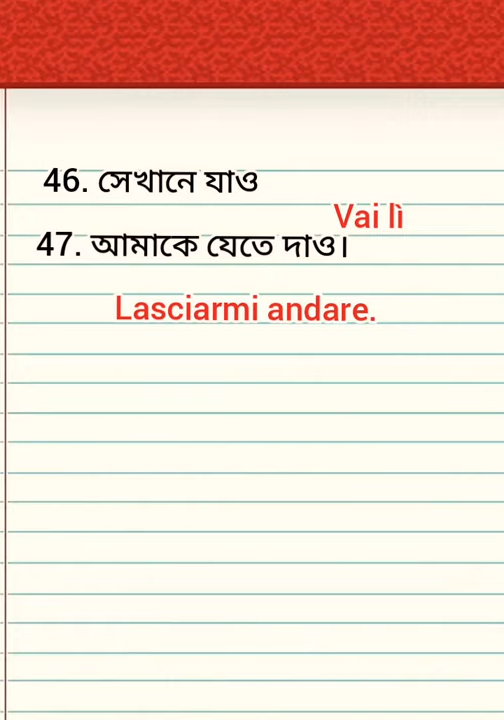 46. সেখানে যাও
Vai lì
47. আমাকে যেতে দাও।
Lasciarmi andare.